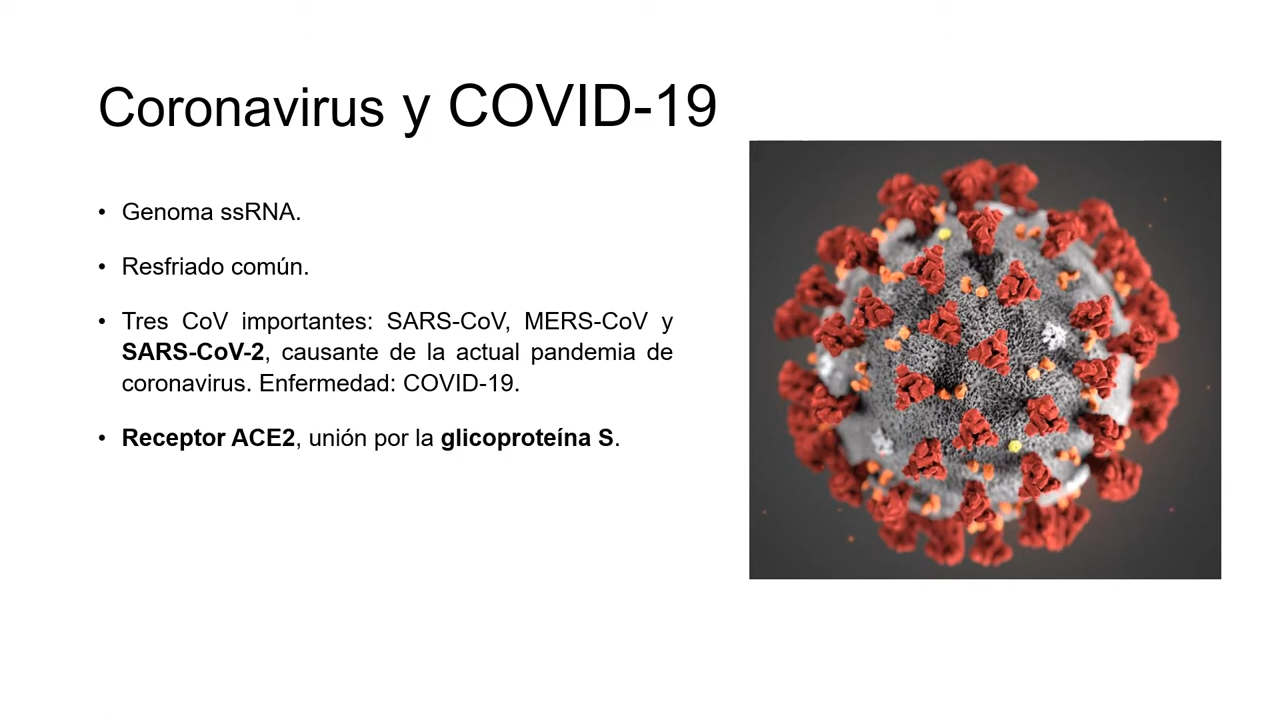 Coronavirus y COVID-19
• Genoma ssRNA.
• Resfriado común.
• Tres CoV importantes: SARS-CoV, MERS-CoV y
SARS-CoV-2, causante de la actual pandemia de
coronavirus. Enfermedad: COVID-19.
• Receptor ACE2, unión por la glicoproteína S.